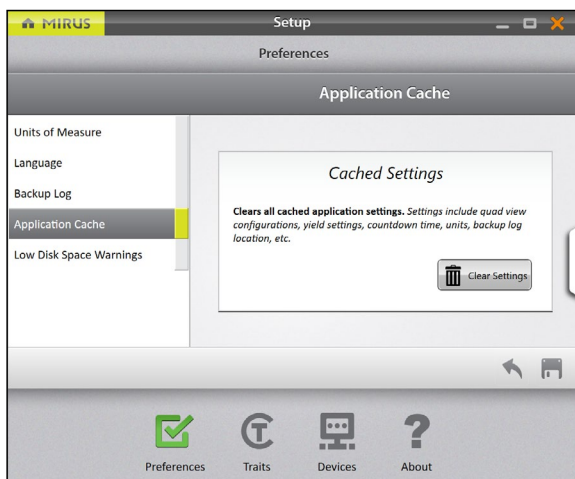 MIRUS
Setup
Preferences
Application Cache
Units of Measure
Language
Backup Log
Application Cache
Low Disk Space Warnings
Cached Settings
Clears all cached application settings. Settings include quad view
configurations, yield settings, countdown time, units, backup log
location, etc.
Clear Settings
Preferences
Traits
Devices
About